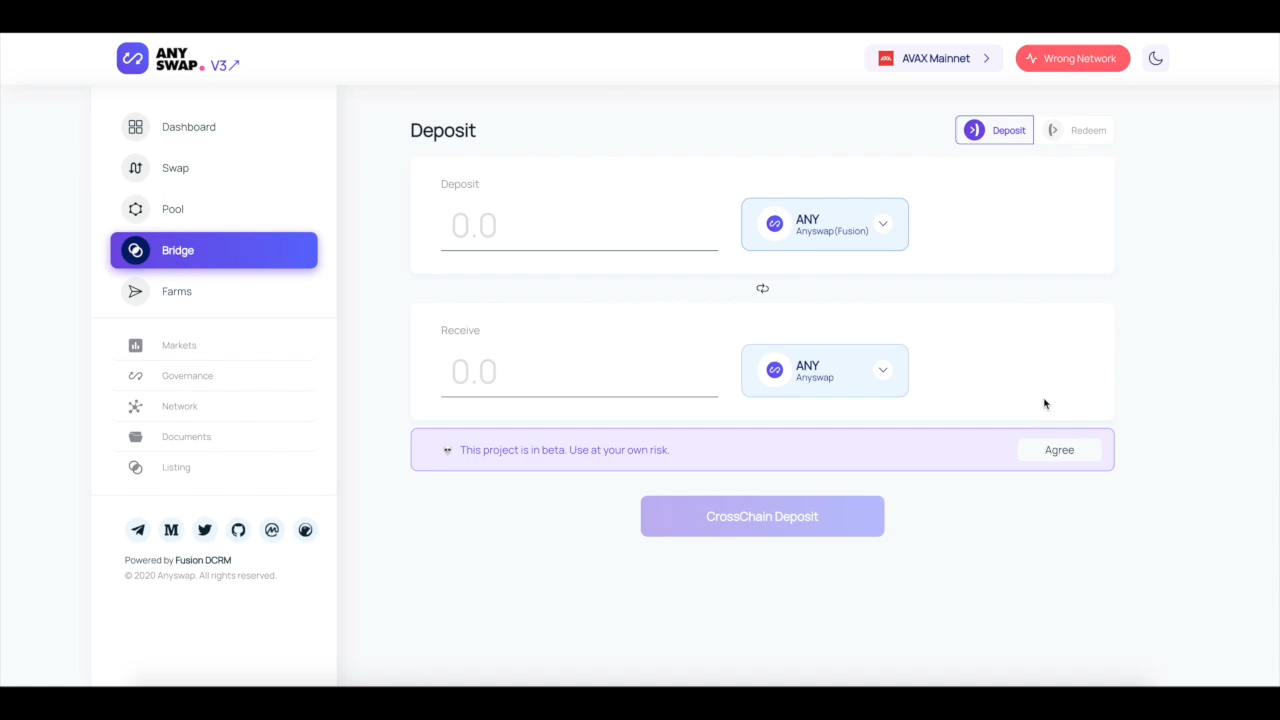 ANY
SWAP. V3↗
AVAX Mainnet
Wrong Network
Dashboard
Swap
Pool
Bridge
Farms
Markets
Governance
Network
Documents
Listing
Powered by Fusion DCRM
© 2020 Anyswap. All rights reserved.
Deposit
Deposit
Redeem
Deposit
0.0
ANY
Anyswap(Fusion)
Receive
0.0
ANY
Anyswap
This project is in beta. Use at your own risk.
Agree
CrossChain Deposit